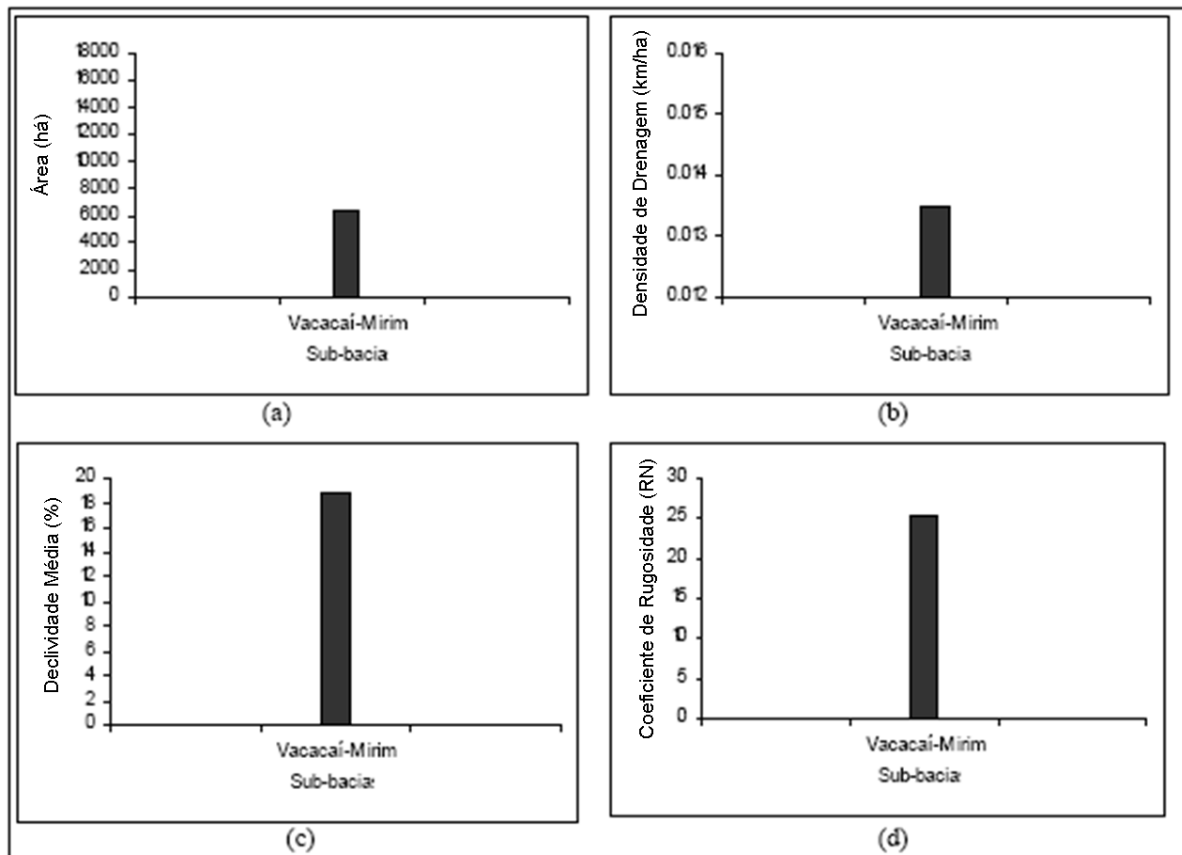 Área (há)
18000
16000
14000
12000
10000
8000
6000
4000
2000
0
Vacacaí-Mirim
Sub-bacia
(a)
Densidade de Drenagem (km/ha)
0.016
0.015
0.014
0.013
0.012
Vacacaí-Mirim
Sub-bacia
(b)
Declividade Média (%)
20
18
16
14
12
10
8
6
4
2
0
Vacacaí-Mirim
Sub-bacias
(c)
Coeficiente de Rugosidade (RN)
30
25
20
15
10
5
0
Vacacaí-Mirim
Sub-bacias
(d)